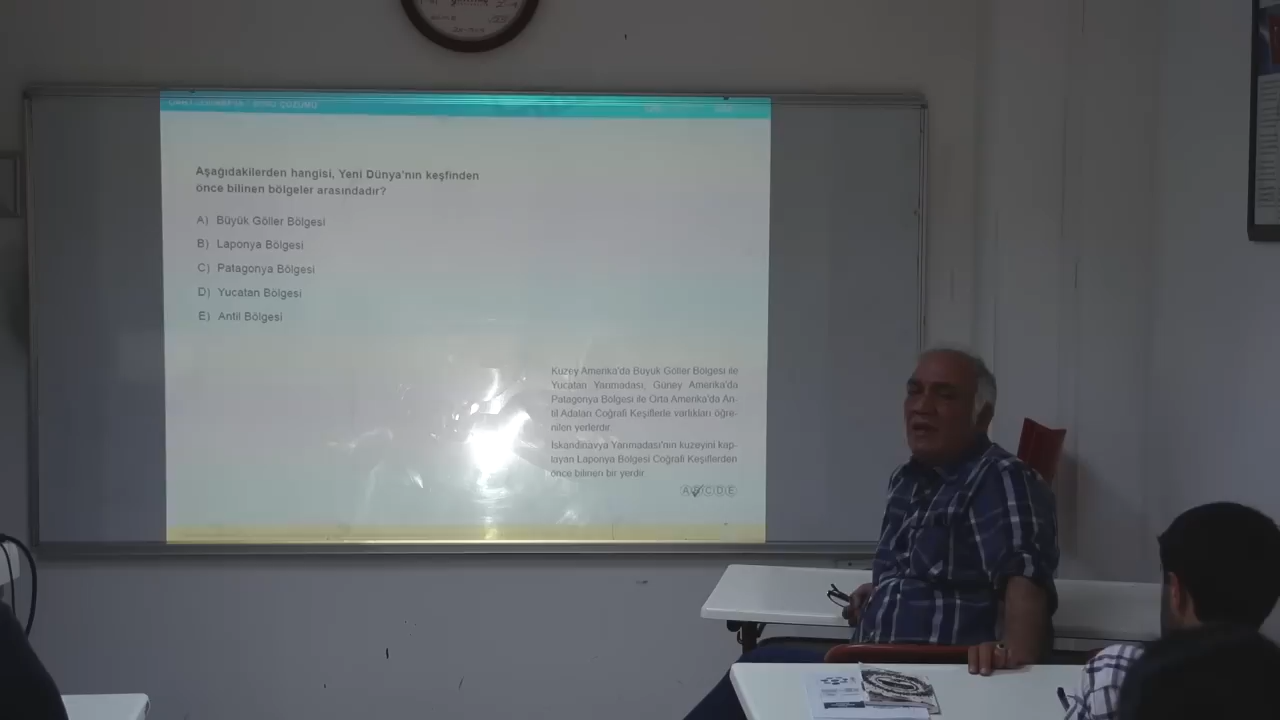 SORU ÇÖZÜMÜ
Aşağıdakilerden hangisi, Yeni Dünya'nın keşfinden
önce bilinen bölgeler arasındadır?
A) Büyük Göller Bölgesi
B) Laponya Bölgesi
C) Patagonya Bölgesi
D) Yucatan Bölgesi
E) Antil Bölgesi
Kuzey Amerika'da Büyük Göller Bölgesi ile
Yucatan Yarımadası, Güney Amerika'da
Patagonya Bölgesi ile Orta Amerika'da An-
til Adaları Coğrafi Keşiflerle varlıkları öğre-
nilen yerlerdir.
İskandinavya Yarımadası'nın kuzeyini kap-
layan Laponya Bölgesi Coğrafi Keşiflerden
önce bilinen bir yerdir
A B C D E